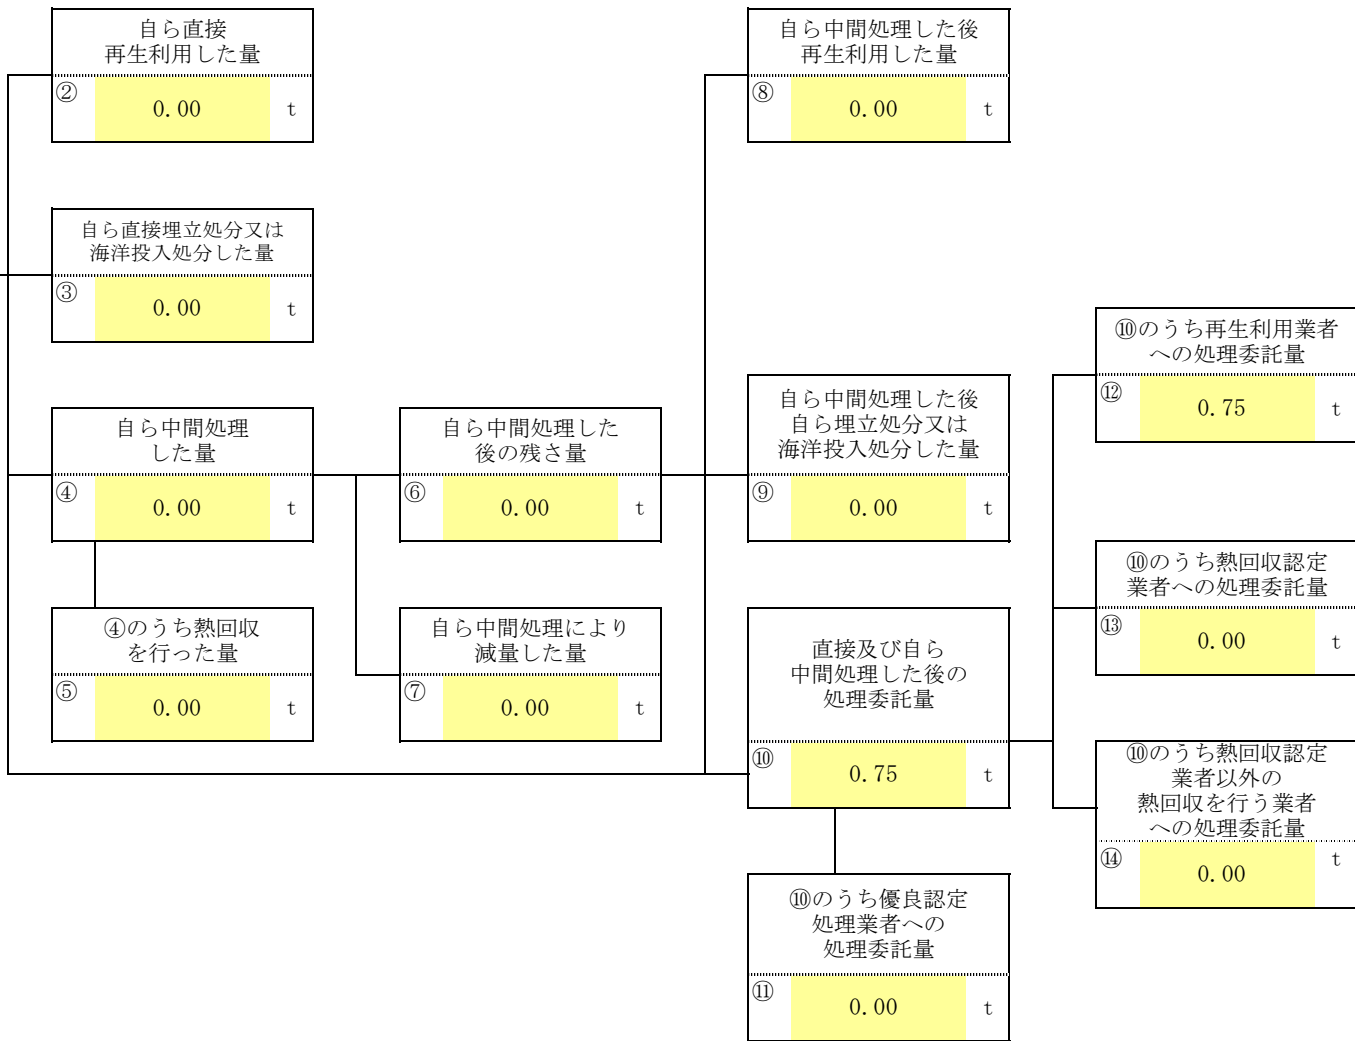 自ら直接
再生利用した量
② 0.00 t
自ら直接埋立処分又は
海洋投入処分した量
③ 0.00 t
自ら中間処理
した量
④ 0.00 t
④のうち熱回収
を行った量
⑤ 0.00 t
自ら中間処理した
後の残さ量
⑥ 0.00 t
自ら中間処理により
減量した量
⑦ 0.00 t
自ら中間処理した後
再生利用した量
⑧ 0.00 t
自ら中間処理した後
自ら埋立処分又は
海洋投入処分した量
⑨ 0.00 t
直接及び自ら
中間処理した後の
処理委託量
⑩ 0.75 t
⑩のうち優良認定
処理業者への
処理委託量
⑪ 0.00 t
⑩のうち再生利用業者
への処理委託量
⑫ 0.75 t
⑩のうち熱回収認定
業者への処理委託量
⑬ 0.00 t
⑩のうち熱回収認定
業者以外の
熱回収を行う業者
への処理委託量
⑭ 0.00 t